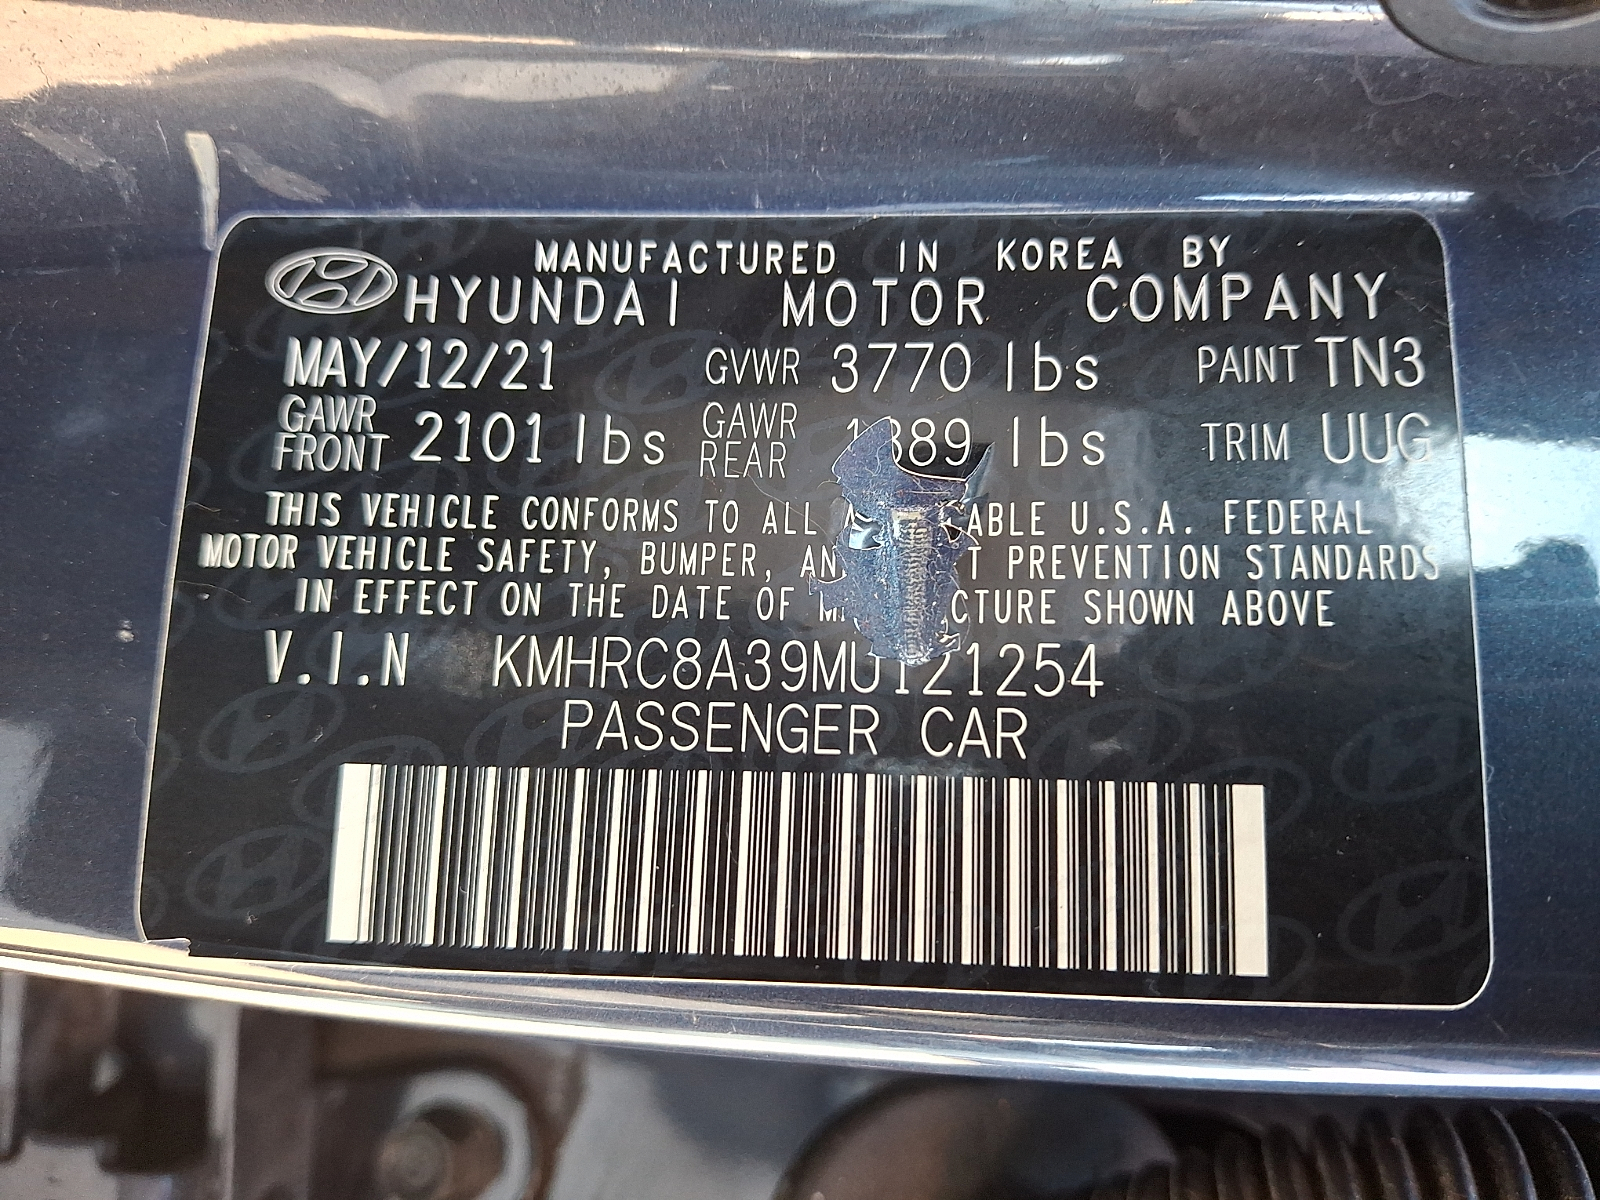 MANUFACTURED IN KOREA BY
HYUNDAI MOTOR COMPANY
MAY/12/21 GVWR 3770 lbs PAINT TN3
GAWR FRONT 2101 lbs GAWR REAR lbs TRIM UUG
THIS VEHICLE CONFORMS TO ALL U.S.A. FEDERAL
MOTOR VEHICLE SAFETY, BUMPER, PREVENTION STANDARDS
IN EFFECT ON THE DATE OF SHOWN ABOVE
V.I.N KMHRC8A39MU121254
PASSENGER CAR